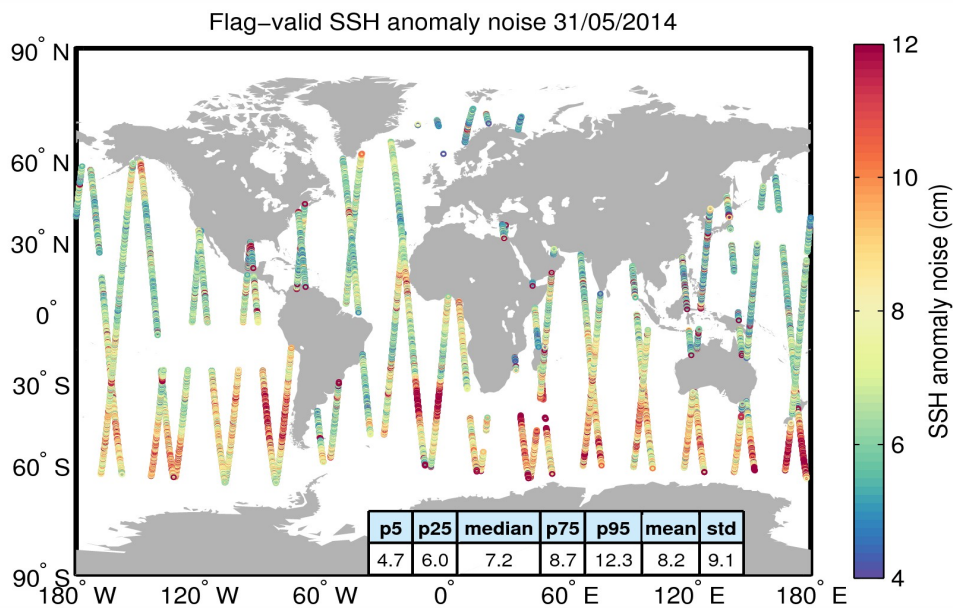 Flag−valid SSH anomaly noise 31/05/2014
90° N
60° N
30° N
0°
30° S
60° S
90° S
180° W 120° W 60° W 0° 60° E 120° E 180° E
p5 p25 median p75 p95 mean std
4.7 6.0 7.2 8.7 12.3 8.2 9.1
12
10
8
6
4
SSH anomaly noise (cm)